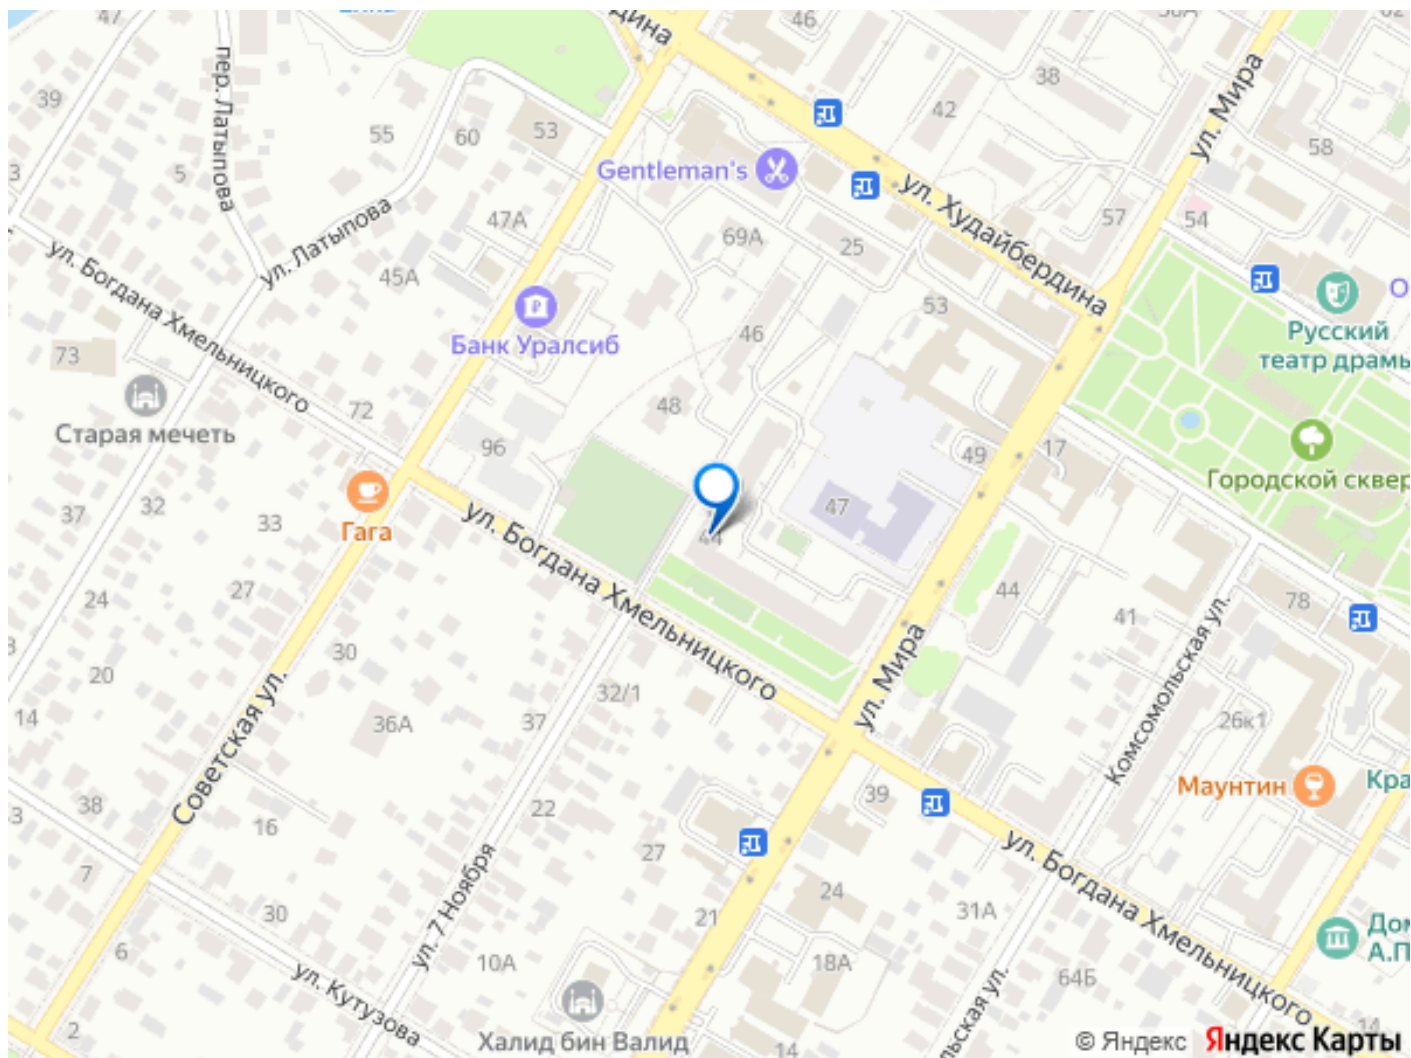 47
39
3
пер. Латыпова
55
60
53
5
ул. Латыпова
47А
45А
ул. Богдана Хмельницкого
73
Старая мечеть
72
Банк Уралсиб
96
Gentleman's
46
42
38
ул. Мира
58
57
54
69А
25
ул. Худайбердина
53
46
48
Русский
театр драмы
Городской сквер
17
49
47
44
Гага
37
32
33
24
27
20
14
30
36А
ул. Богдана Хмельницкого
32/1
37
Советская ул.
ул. Мира
44
41
78
Комсомольская ул.
26к1
Маунтин
Кра
38
3
16
7
22
27
39
24
21
ул. 7 Ноября
30
6
2
ул. Кутузова
10А
Халид бин Валид
18А
31А
64Б
ул. Богдана Хмельницкого
Дом
А.П
льская ул.
14
© Яндекс Яндекс Карты